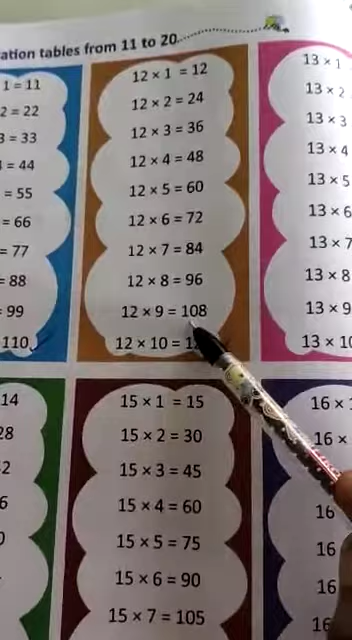 ation tables from 11 to 20
1 = 11
2 = 22
3 = 33
= 44
= 55
= 66
= 77
= 88
= 99
110
12 × 1 = 12
12 × 2 = 24
12 × 3 = 36
12 × 4 = 48
12 × 5 = 60
12 × 6 = 72
12 × 7 = 84
12 × 8 = 96
12 × 9 = 108
12 × 10 =
13 × 1
13 × 2
13 × 3
13 × 4
13 × 5
13 × 6
13 × 7
13 × 8
13 × 9
13 × 10
14
28
2
6
0
15 × 1 = 15
15 × 2 = 30
15 × 3 = 45
15 × 4 = 60
15 × 5 = 75
15 × 6 = 90
15 × 7 = 105
16 ×
16 ×
16
16
16
16